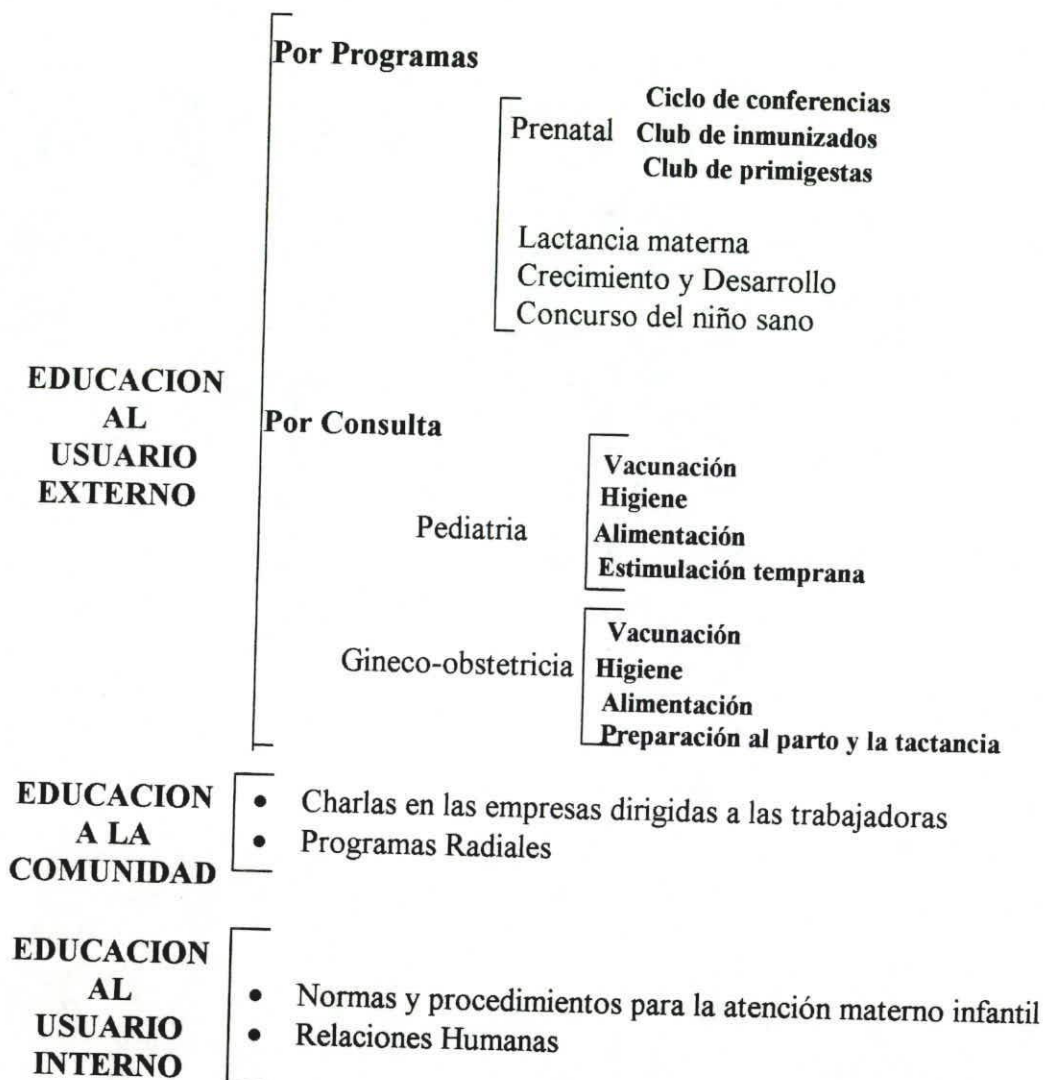 Por Programas
Prenatal
Ciclo de conferencias
Club de inmunizados
Club de primigestas
Lactancia materna
Crecimiento y Desarrollo
Concurso del niño sano
EDUCACION
AL
USUARIO
EXTERNO
Por Consulta
Pediatria
Vacunación
Higiene
Alimentación
Estimulación temprana
Gineco-obstetricia
Vacunación
Higiene
Alimentación
Preparación al parto y la tactancia
EDUCACION
A LA
COMUNIDAD
• Charlas en las empresas dirigidas a las trabajadoras
• Programas Radiales
EDUCACION
AL
USUARIO
INTERNO
• Normas y procedimientos para la atención materno infantil
• Relaciones Humanas